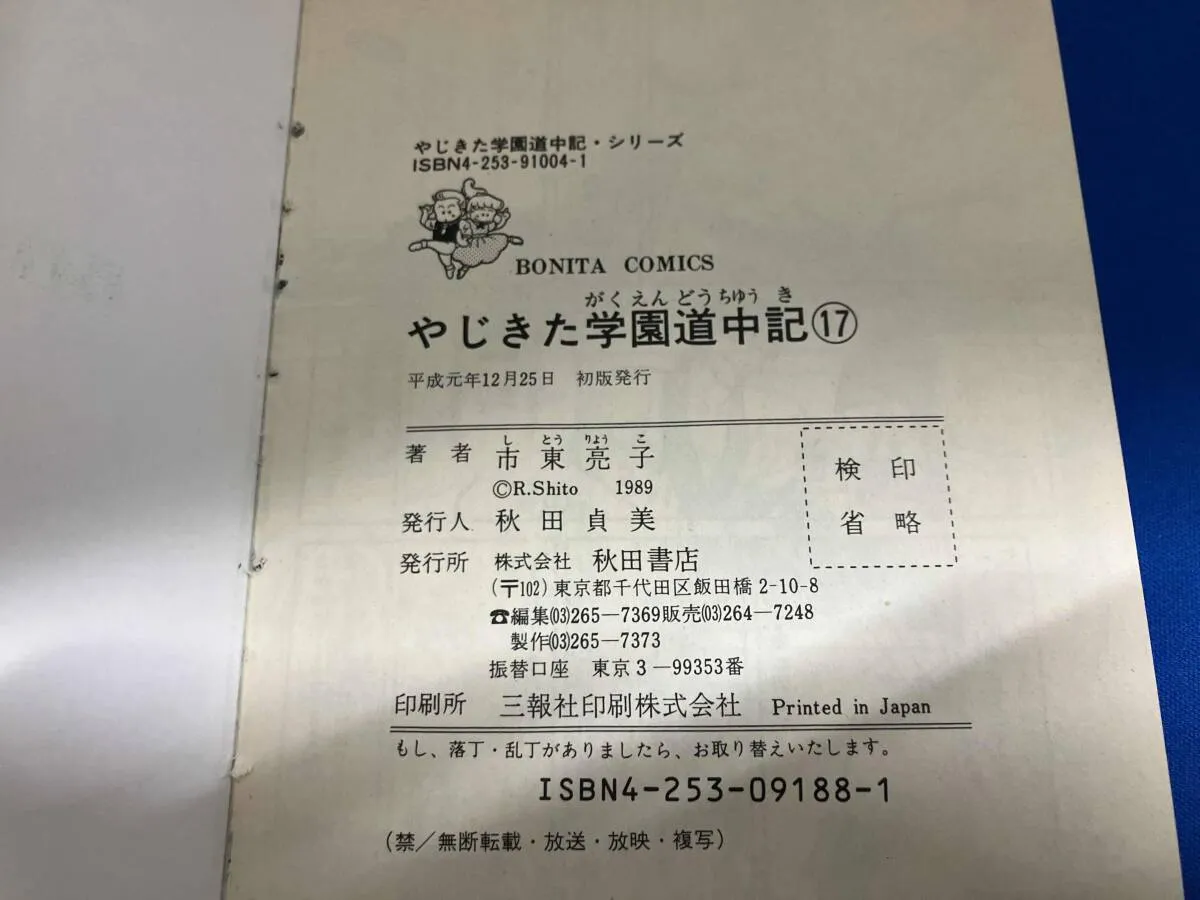 やじきた学園道中記・シリーズ
ISBN4-253-91004-1
BONITA COMICS
がくえんどうちゅうき
やじきた学園道中記⑰
平成元年12月25日 初版発行
しとうりょうこ
著者 市東亮子
©R.Shito 1989
発行人 秋田貞美
発行所 株式会社 秋田書店
(〒102)東京都千代田区飯田橋2-10-8
☎編集(03)265―7369販売(03)264―7248
製作(03)265―7373
振替口座 東京3―99353番
検印
省略
印刷所 三報社印刷株式会社 Printed in Japan
もし、落丁・乱丁がありましたら、お取り替えいたします。
ISBN4-253-09188-1
(禁/無断転載・放送・放映・複写)